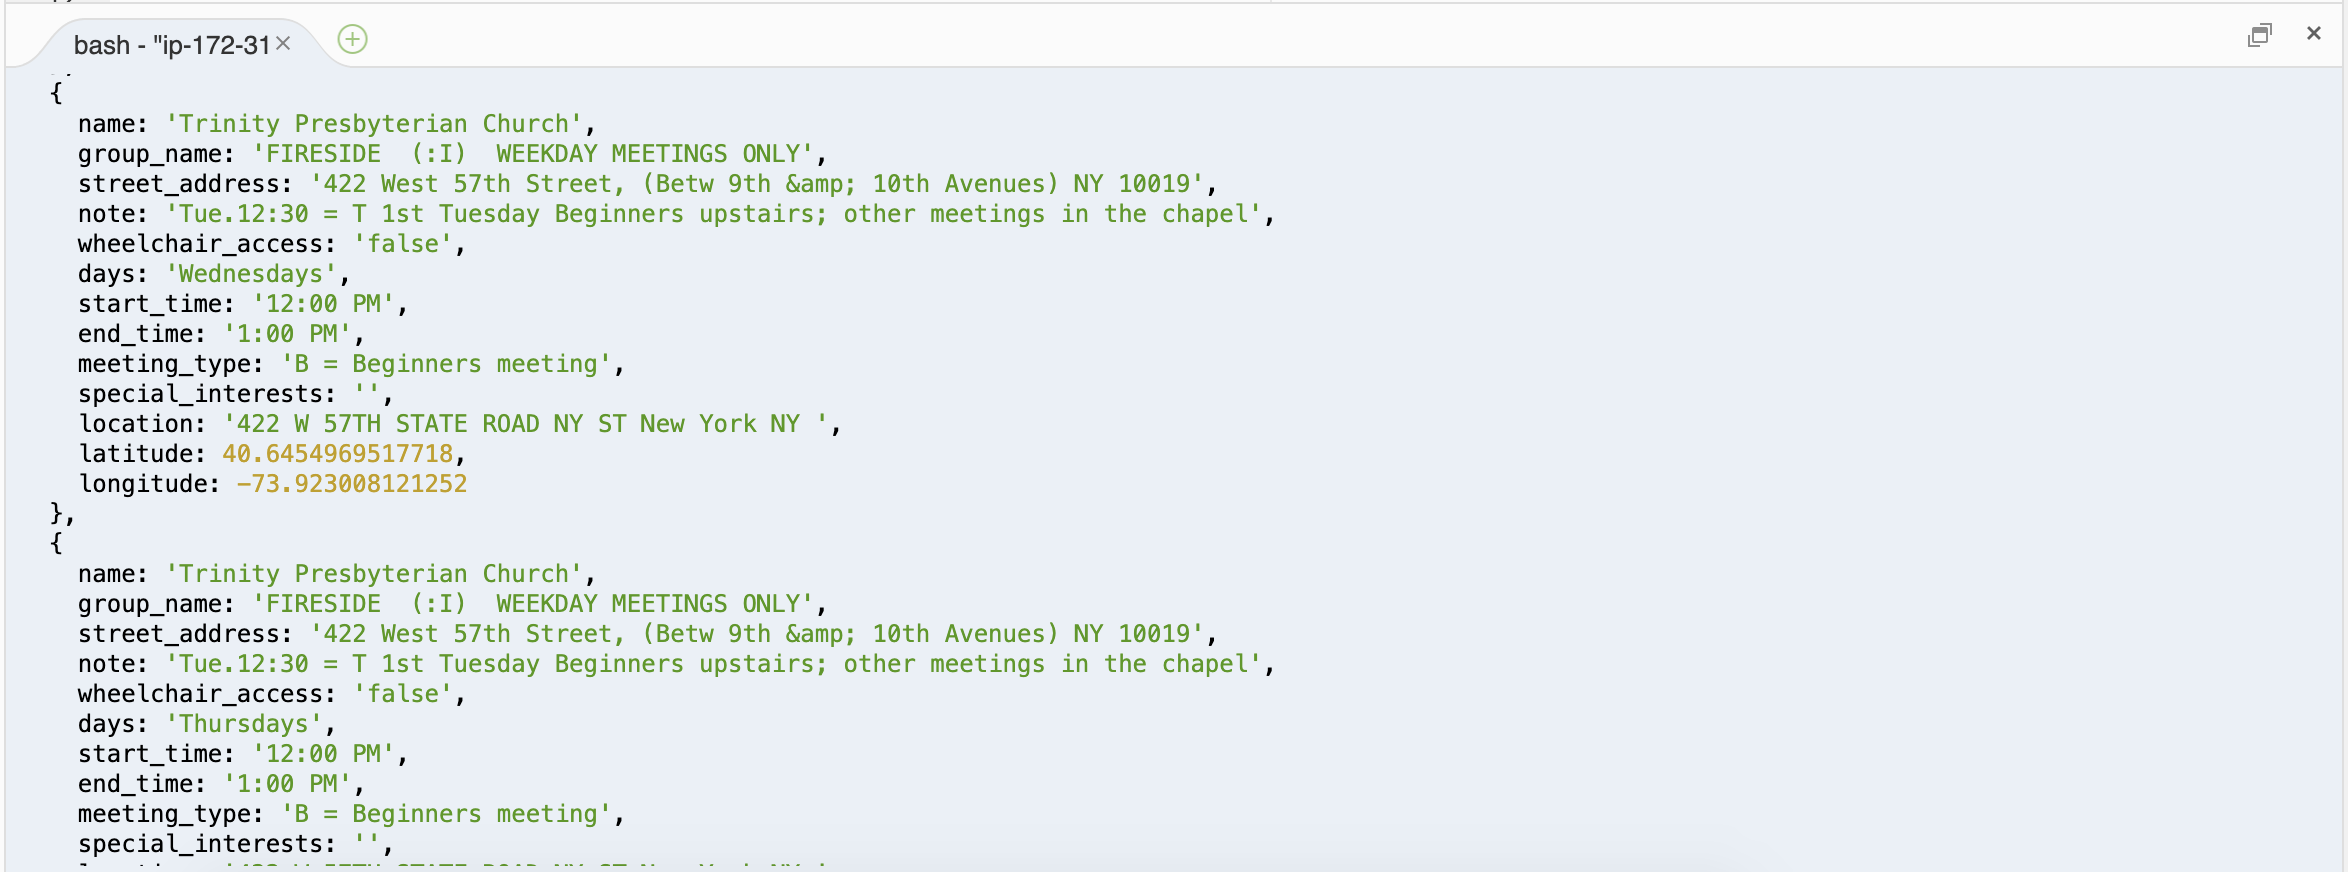 bash - "ip-172-31
{
name: 'Trinity Presbyterian Church',
group_name: 'FIRESIDE  (:I)  WEEKDAY MEETINGS ONLY',
street_address: '422 West 57th Street, (Betw 9th &amp; 10th Avenues) NY 10019',
note: 'Tue.12:30 = T 1st Tuesday Beginners upstairs; other meetings in the chapel',
wheelchair_access: 'false',
days: 'Wednesdays',
start_time: '12:00 PM',
end_time: '1:00 PM',
meeting_type: 'B = Beginners meeting',
special_interests: '',
location: '422 W 57TH STATE ROAD NY ST New York NY ',
latitude: 40.6454969517718,
longitude: -73.923008121252
},
{
name: 'Trinity Presbyterian Church',
group_name: 'FIRESIDE  (:I)  WEEKDAY MEETINGS ONLY',
street_address: '422 West 57th Street, (Betw 9th &amp; 10th Avenues) NY 10019',
note: 'Tue.12:30 = T 1st Tuesday Beginners upstairs; other meetings in the chapel',
wheelchair_access: 'false',
days: 'Thursdays',
start_time: '12:00 PM',
end_time: '1:00 PM',
meeting_type: 'B = Beginners meeting',
special_interests: '',